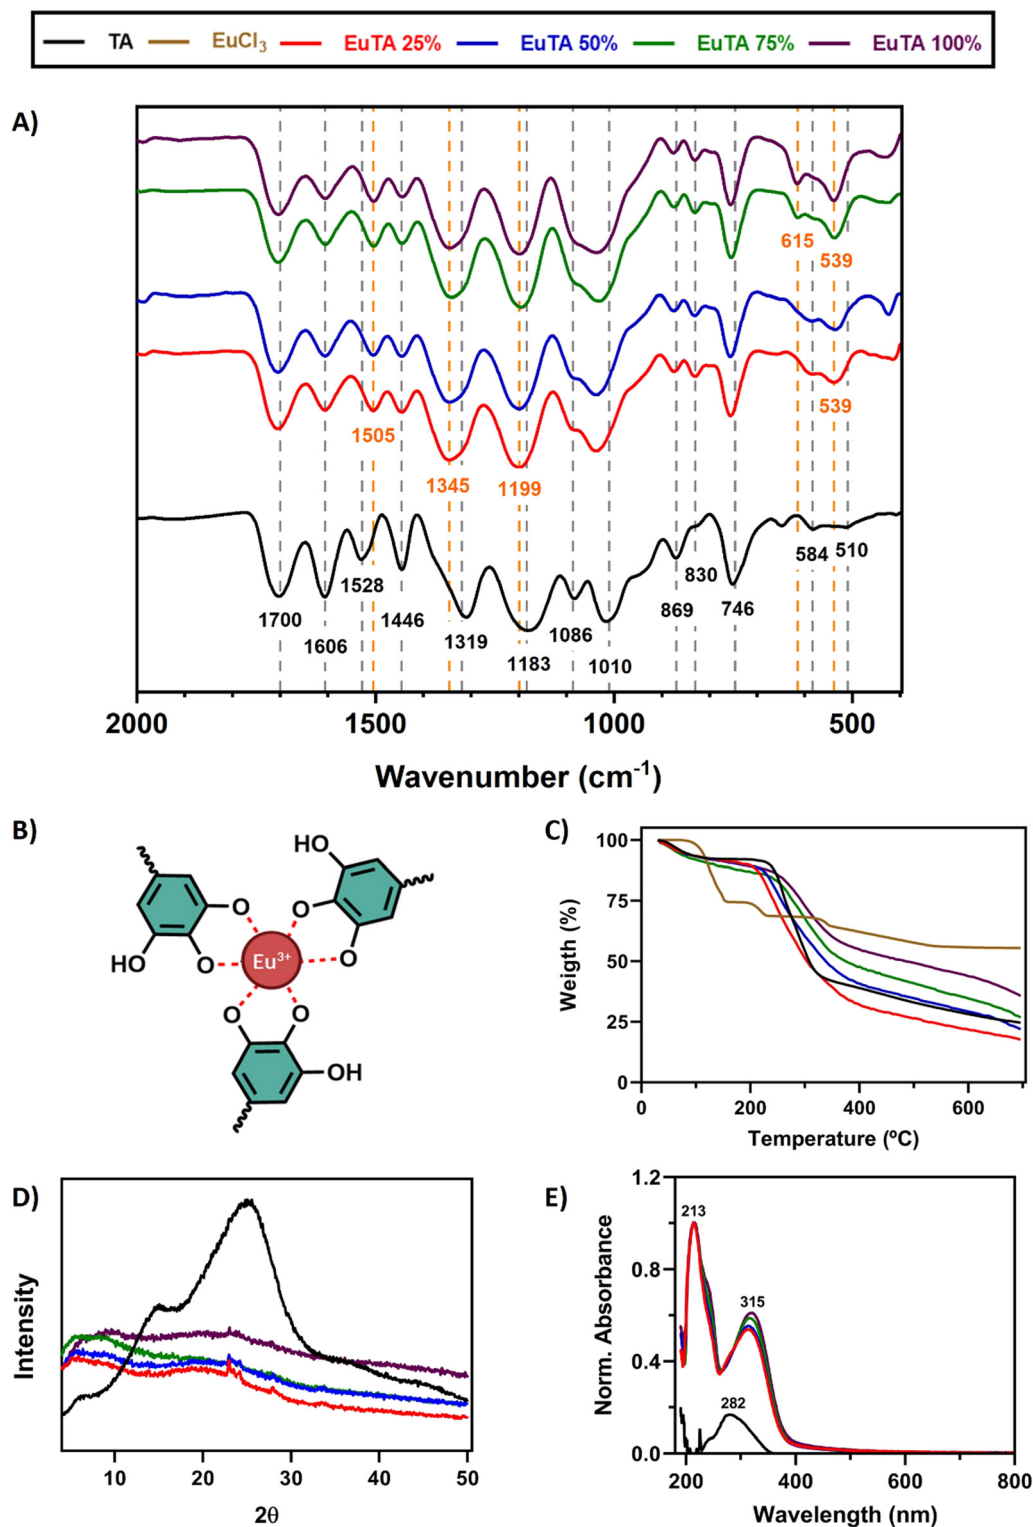 TA EuCl3 EuTA 25% EuTA 50% EuTA 75% EuTA 100%
A)
615
539
539
1505
1345 1199
1528 830 584 510
1700 1446 869 746
1606 1319 1086
1183 1010
2000 1500 1000 500
Wavenumber (cm-1)
B)
HO
O
O
HO
O
Eu3+
O
O
O
OH
C)
100
75
50
25
0
Weigth (%)
0 200 400 600
Temperature (ºC)
D)
Intensity
10 20 30 40 50
2θ
E)
1.2
0.8
0.4
0.0
Norm. Absorbance
213
315
282
200 400 600 800
Wavelength (nm)